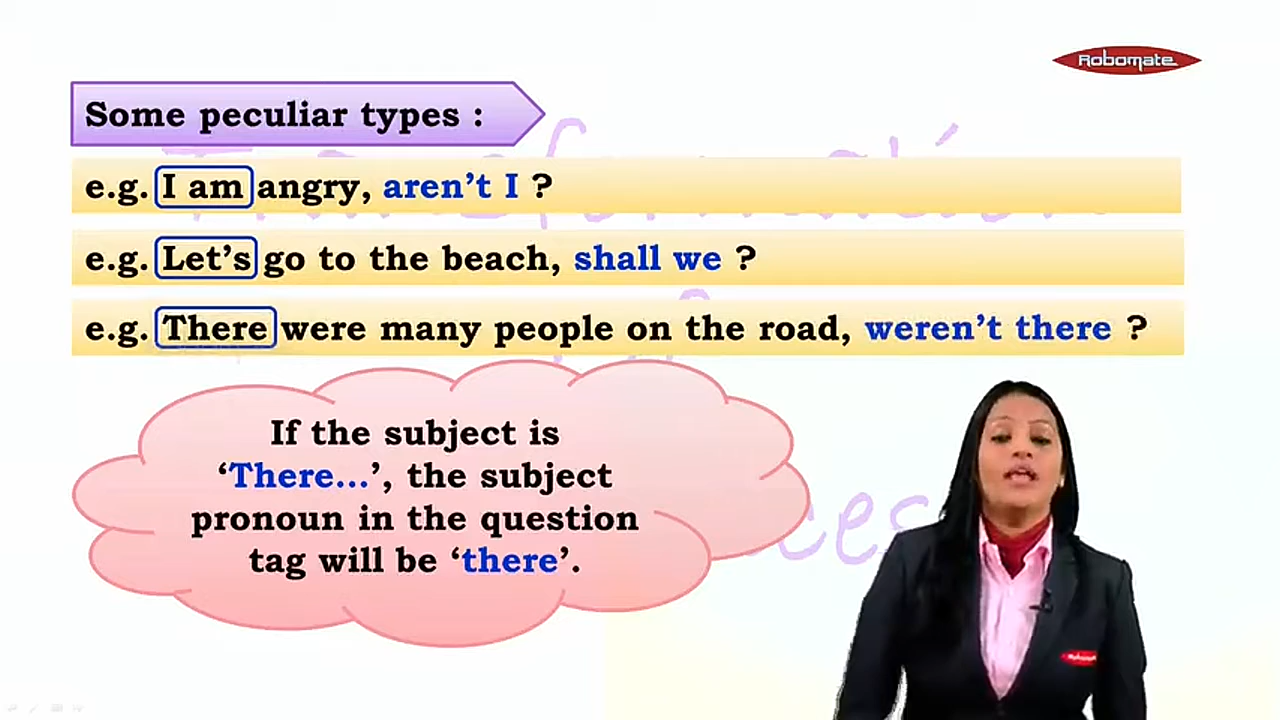 Robomate
Some peculiar types :
e.g. I am angry, aren't I ?
e.g. Let's go to the beach, shall we ?
e.g. There were many people on the road, weren't there ?
If the subject is
‘There...’, the subject
pronoun in the question
tag will be ‘there’.
Robomate